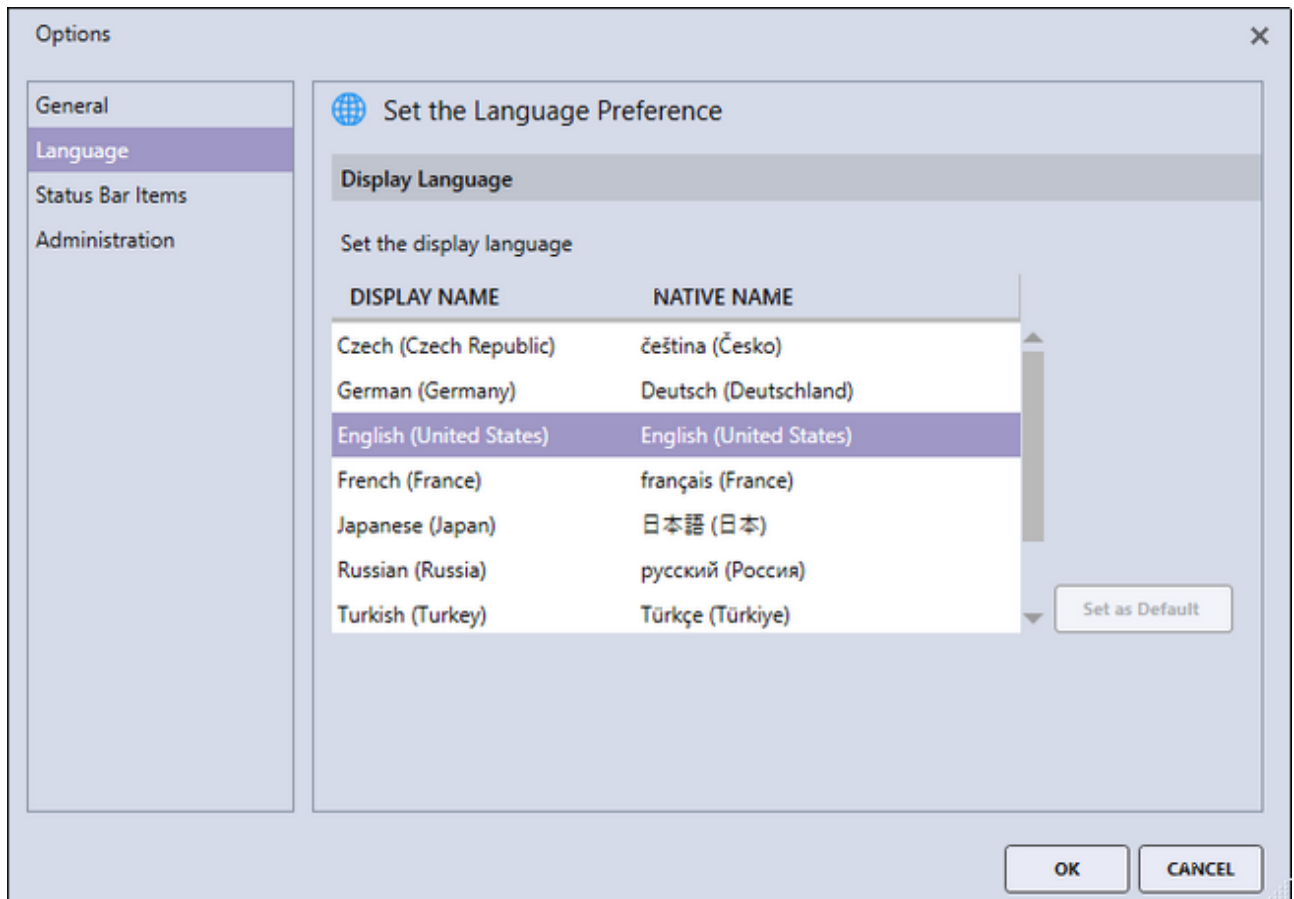 Options
General
Language
Status Bar Items
Administration
Set the Language Preference
Display Language
Set the display language
DISPLAY NAME NATIVE NAME
Czech (Czech Republic) čeština (Česko)
German (Germany) Deutsch (Deutschland)
English (United States) English (United States)
French (France) français (France)
Japanese (Japan) 日本語 (日本)
Russian (Russia) русский (Россия)
Turkish (Turkey) Türkçe (Türkiye)
Set as Default
OK CANCEL